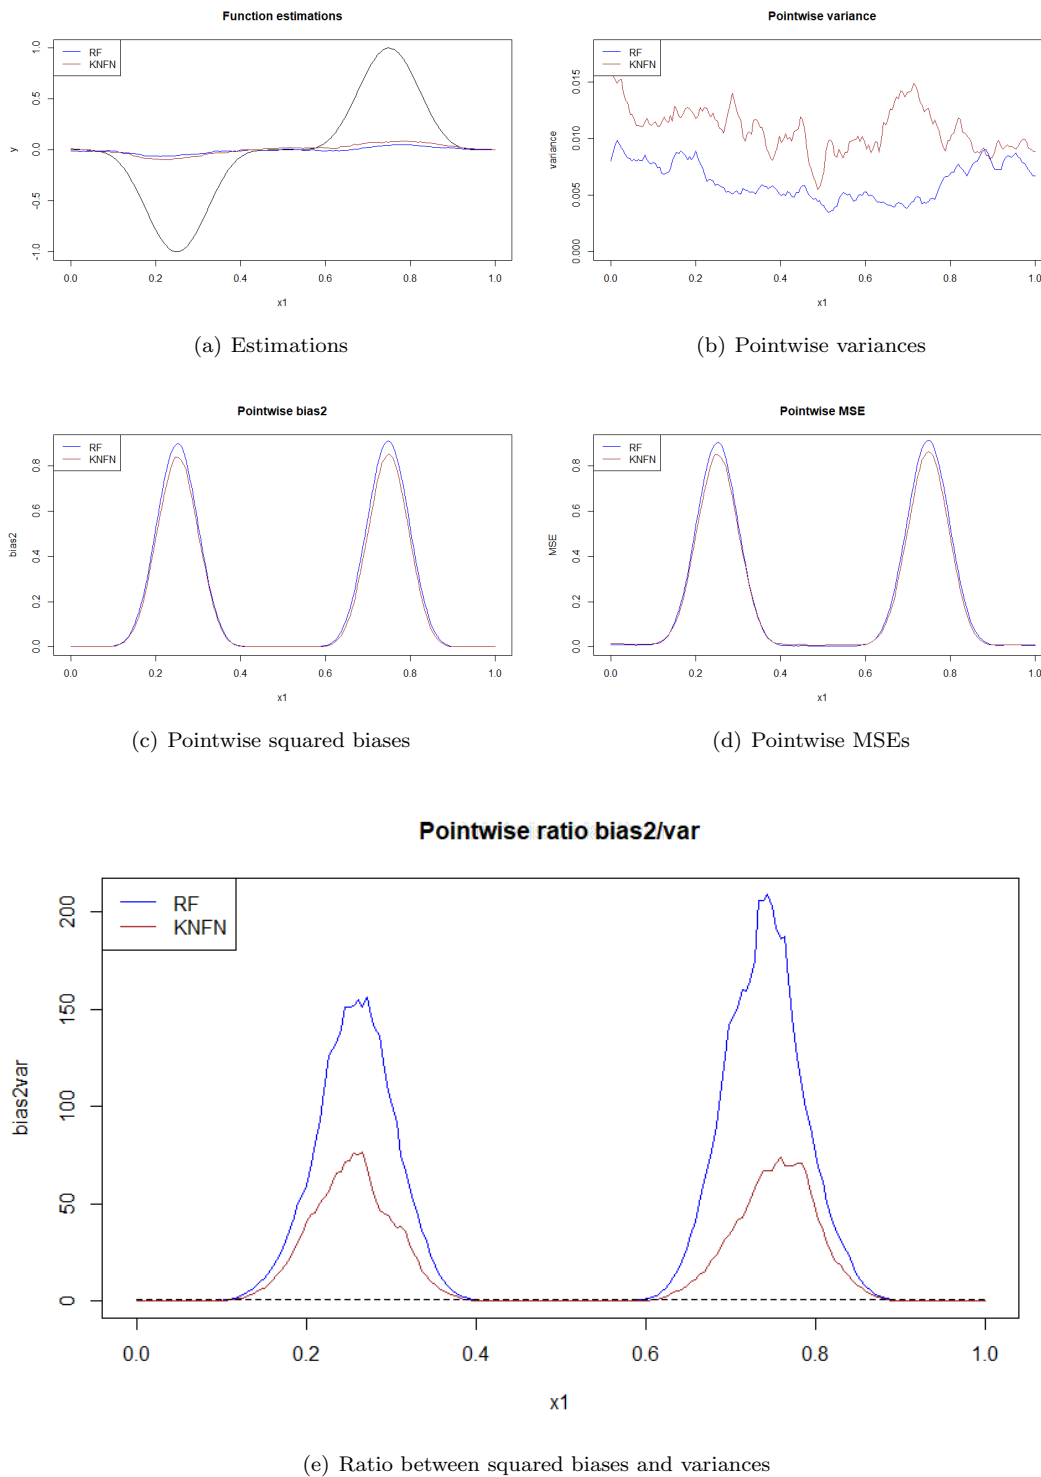 Function estimations
RF
KNFN
1.0
0.5
0.0
-0.5
-1.0
y
0.0 0.2 0.4 0.6 0.8 1.0
x1
(a) Estimations
Pointwise variance
RF
KNFN
0.015
0.010
0.005
0.000
variance
0.0 0.2 0.4 0.6 0.8 1.0
x1
(b) Pointwise variances
Pointwise bias2
RF
KNFN
0.8
0.6
0.4
0.2
0.0
bias2
0.0 0.2 0.4 0.6 0.8 1.0
x1
(c) Pointwise squared biases
Pointwise MSE
RF
KNFN
0.8
0.6
0.4
0.2
0.0
MSE
0.0 0.2 0.4 0.6 0.8 1.0
x1
(d) Pointwise MSEs
Pointwise ratio bias2/var
RF
KNFN
200
150
100
50
0
bias2var
0.0 0.2 0.4 0.6 0.8 1.0
x1
(e) Ratio between squared biases and variances